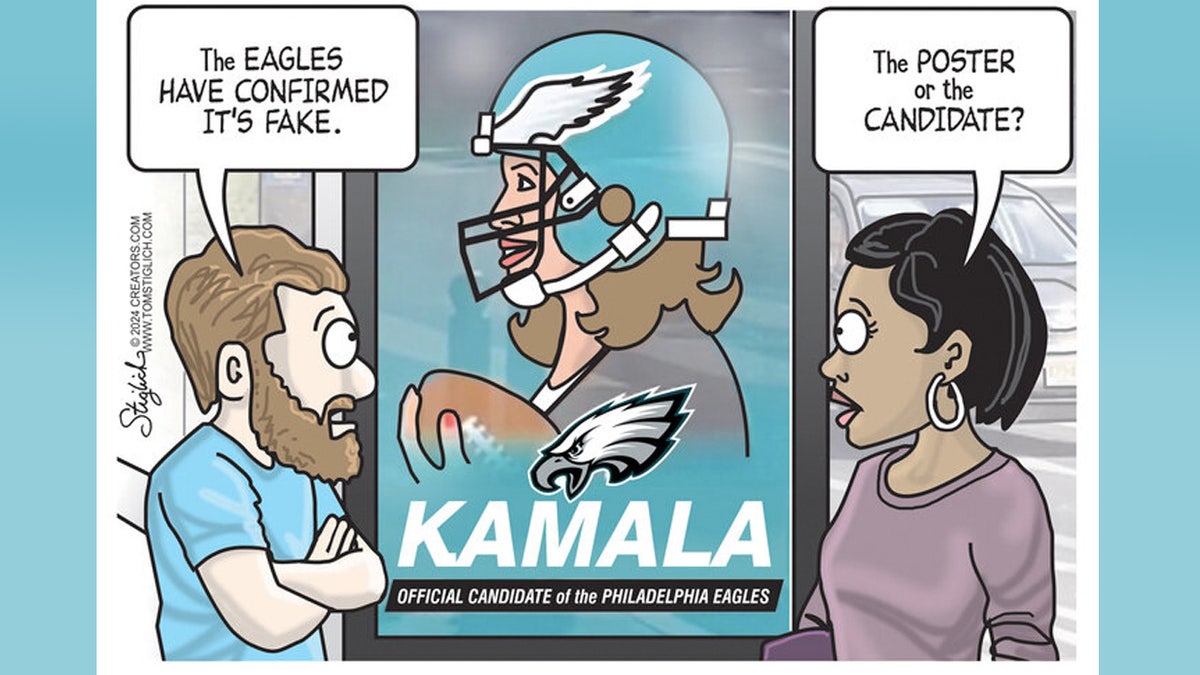 The EAGLES
HAVE CONFIRMED
IT'S FAKE.
The POSTER
or the
CANDIDATE?
KAMALA
OFFICIAL CANDIDATE of the PHILADELPHIA EAGLES
Stiglich
© 2024 CREATORS.COM
WWW.TOMSTIGLICH.COM